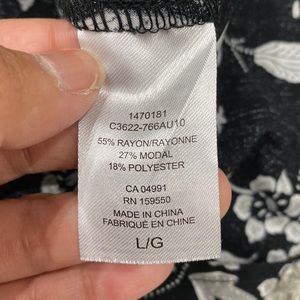 1470181
C3622-766AU10
55% RAYON/RAYONNE
27% MODAL
18% POLYESTER
CA 04991
RN 159550
MADE IN CHINA
FABRIQUÉ EN CHINE
L/G